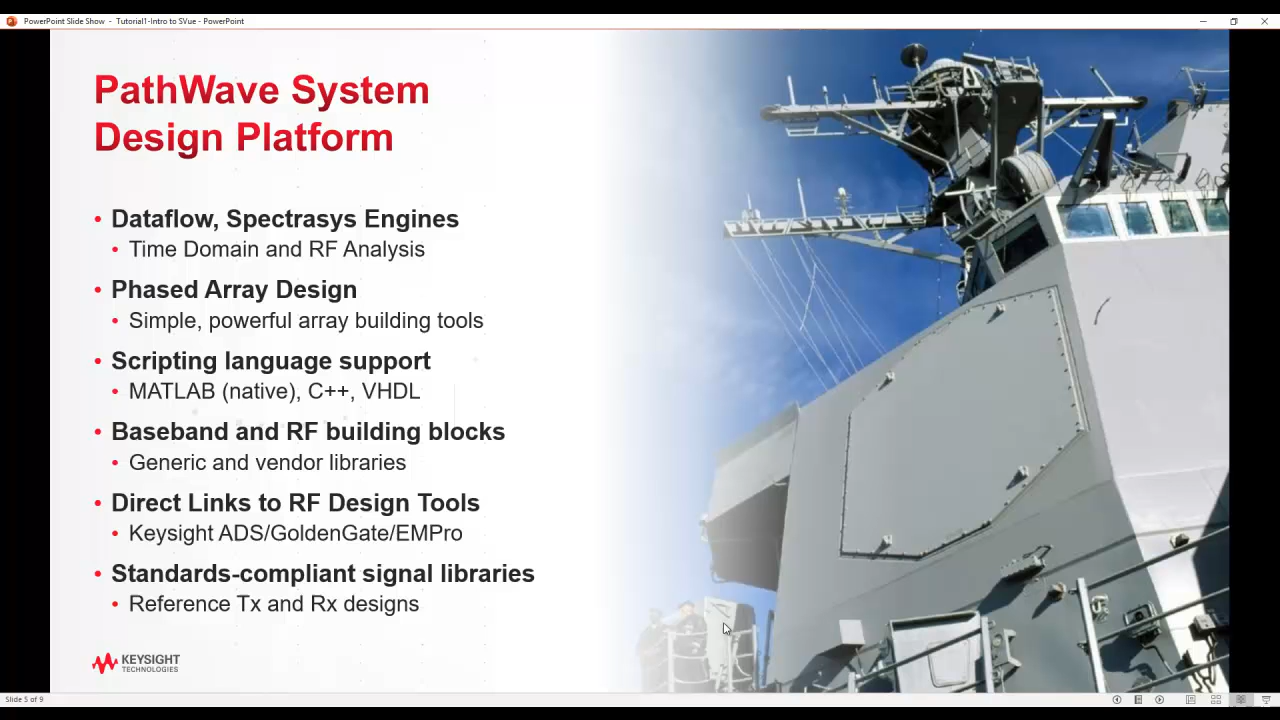 PowerPoint Slide Show - Tutorial1-Intro to SVue - PowerPoint
PathWave System
Design Platform
• Dataflow, Spectrasys Engines
• Time Domain and RF Analysis
• Phased Array Design
• Simple, powerful array building tools
• Scripting language support
• MATLAB (native), C++, VHDL
• Baseband and RF building blocks
• Generic and vendor libraries
• Direct Links to RF Design Tools
• Keysight ADS/GoldenGate/EMPro
• Standards-compliant signal libraries
• Reference Tx and Rx designs
KEYSIGHT
TECHNOLOGIES
Slide 5 of 9